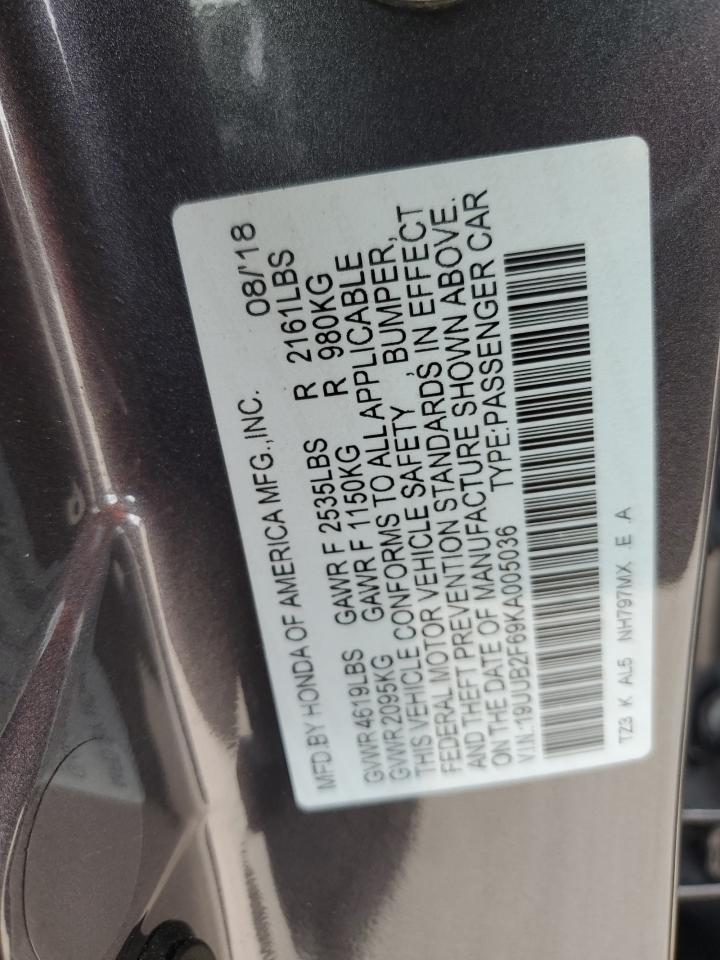 MFD.BY HONDA OF AMERICA MFG.,INC. 08/'18
GVWR 4619LBS GAWR F 2535LBS R 2161LBS
GVWR 2095KG GAWR F 1150KG R 980KG
THIS VEHICLE CONFORMS TO ALL APPLICABLE
FEDERAL MOTOR VEHICLE SAFETY , BUMPER,
AND THEFT PREVENTION STANDARDS IN EFFECT
ON THE DATE OF MANUFACTURE SHOWN ABOVE.
V.I.N:19UUB2F69KA005036 TYPE:PASSENGER CAR
TZ3 K AL5 NH797MX .E A